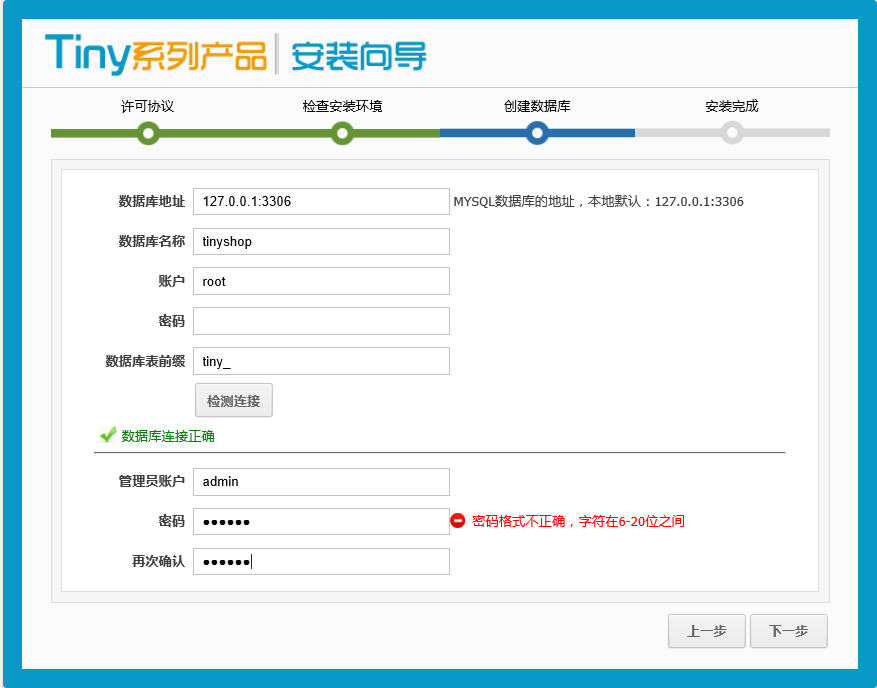 Tiny系列产品 安装向导
许可协议 检查安装环境 创建数据库 安装完成
数据库地址 127.0.0.1:3306 MYSQL数据库的地址，本地默认：127.0.0.1:3306
数据库名称 tinyshop
账户 root
密码
数据库表前缀 tiny_
检测连接
数据库连接正确
管理员账户 admin
密码 ●●●●●● 密码格式不正确，字符在6-20位之间
再次确认 ●●●●●●
上一步 下一步